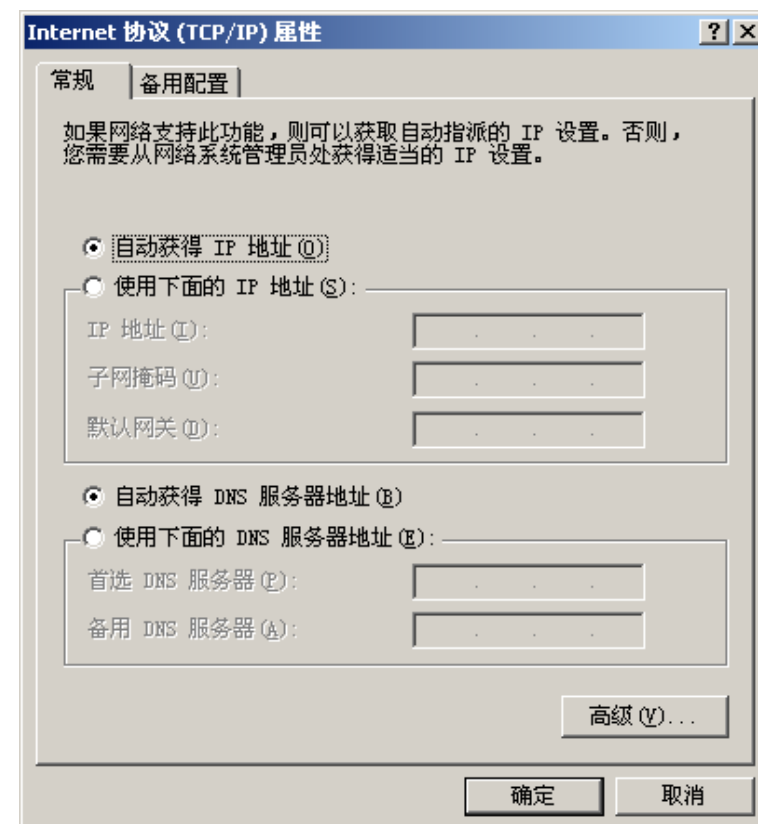 Internet 协议 (TCP/IP) 属性
常规
备用配置
如果网络支持此功能，则可以获取自动指派的 IP 设置。否则，
您需要从网络系统管理员处获得适当的 IP 设置。
自动获得 IP 地址(O)
使用下面的 IP 地址(S):
IP 地址(I):
子网掩码(U):
默认网关(D):
自动获得 DNS 服务器地址(B)
使用下面的 DNS 服务器地址(E):
首选 DNS 服务器(P):
备用 DNS 服务器(A):
高级(V)...
确定
取消